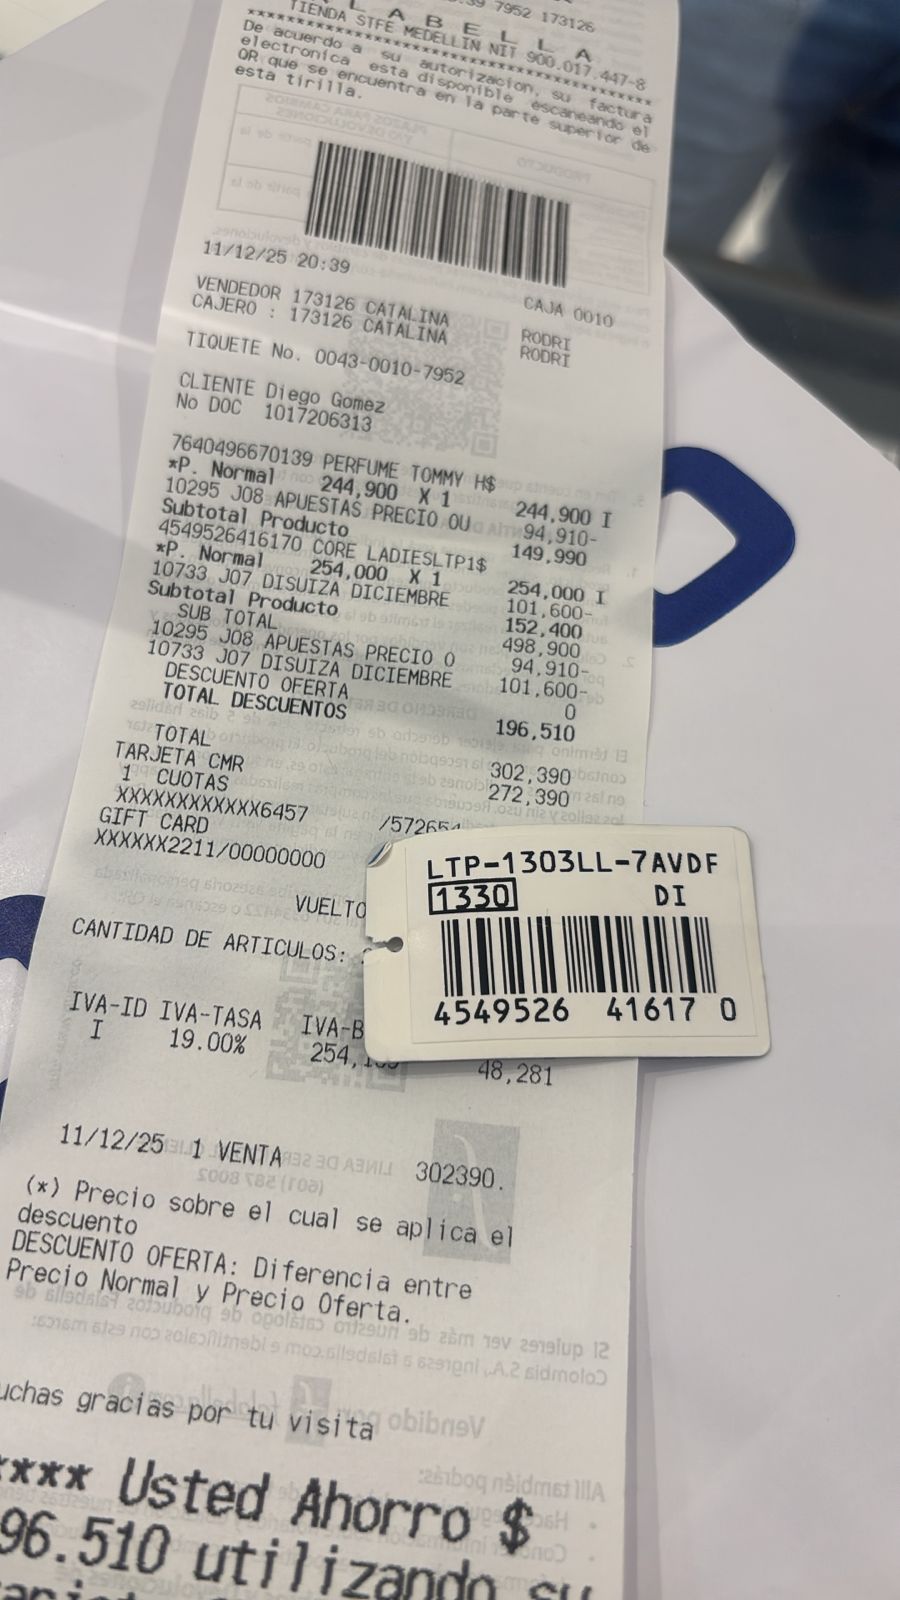 39 7952 173126
A L A B E L L A
TIENDA STFE MEDELLIN NIT 900.017.447-8
****************************************
De acuerdo a su autorizacion, su factura
electronica esta disponible escaneando el
QR que se encuentra en la parte superior de
esta tirilla.
11/12/25 20:39
CAJA 0010
VENDEDOR 173126 CATALINA RODRI
CAJERO : 173126 CATALINA RODRI
TIQUETE No. 0043-0010-7952
CLIENTE Diego Gomez
No DOC 1017206313
7640496670139 PERFUME TOMMY H$ 244,900 I
*P. Normal 244,900 X 1
10295 J08 APUESTAS PRECIO OU 94,910-
Subtotal Producto 149,990
4549526416170 CORE LADIESLTP1$ 254,000 I
*P. Normal 254,000 X 1
10733 J07 DISUIZA DICIEMBRE 101,600-
Subtotal Producto 152,400
SUB TOTAL 498,900
10295 J08 APUESTAS PRECIO O 94,910-
10733 J07 DISUIZA DICIEMBRE 101,600-
DESCUENTO OFERTA 0
TOTAL DESCUENTOS 196,510
TOTAL 302,390
TARJETA CMR 272,390
1 CUOTAS
XXXXXXXXXXXX6457 /572654
GIFT CARD
XXXXXX2211/00000000
VUELTO
CANTIDAD DE ARTICULOS:
LTP-1303LL-7AVDF
1330 DI
4549526 41617 0
IVA-ID IVA-TASA IVA-B
I 19.00% 254, 48,281
11/12/25 1 VENTA 302390.
(*) Precio sobre el cual se aplica el
descuento
DESCUENTO OFERTA: Diferencia entre
Precio Normal y Precio Oferta.
uchas gracias por tu visita
**** Usted Ahorro $
96.510 utilizando su